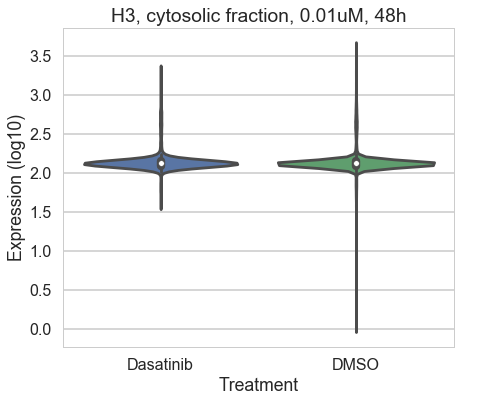 H3, cytosolic fraction, 0.01uM, 48h
Expression (log10)
3.5
3.0
2.5
2.0
1.5
1.0
0.5
0.0
Dasatinib
DMSO
Treatment